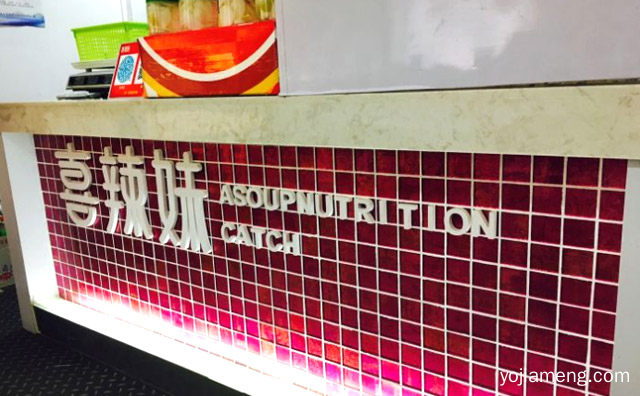 喜辣妹
ASOUPNUTRITION
CATCH
yojiameng.com